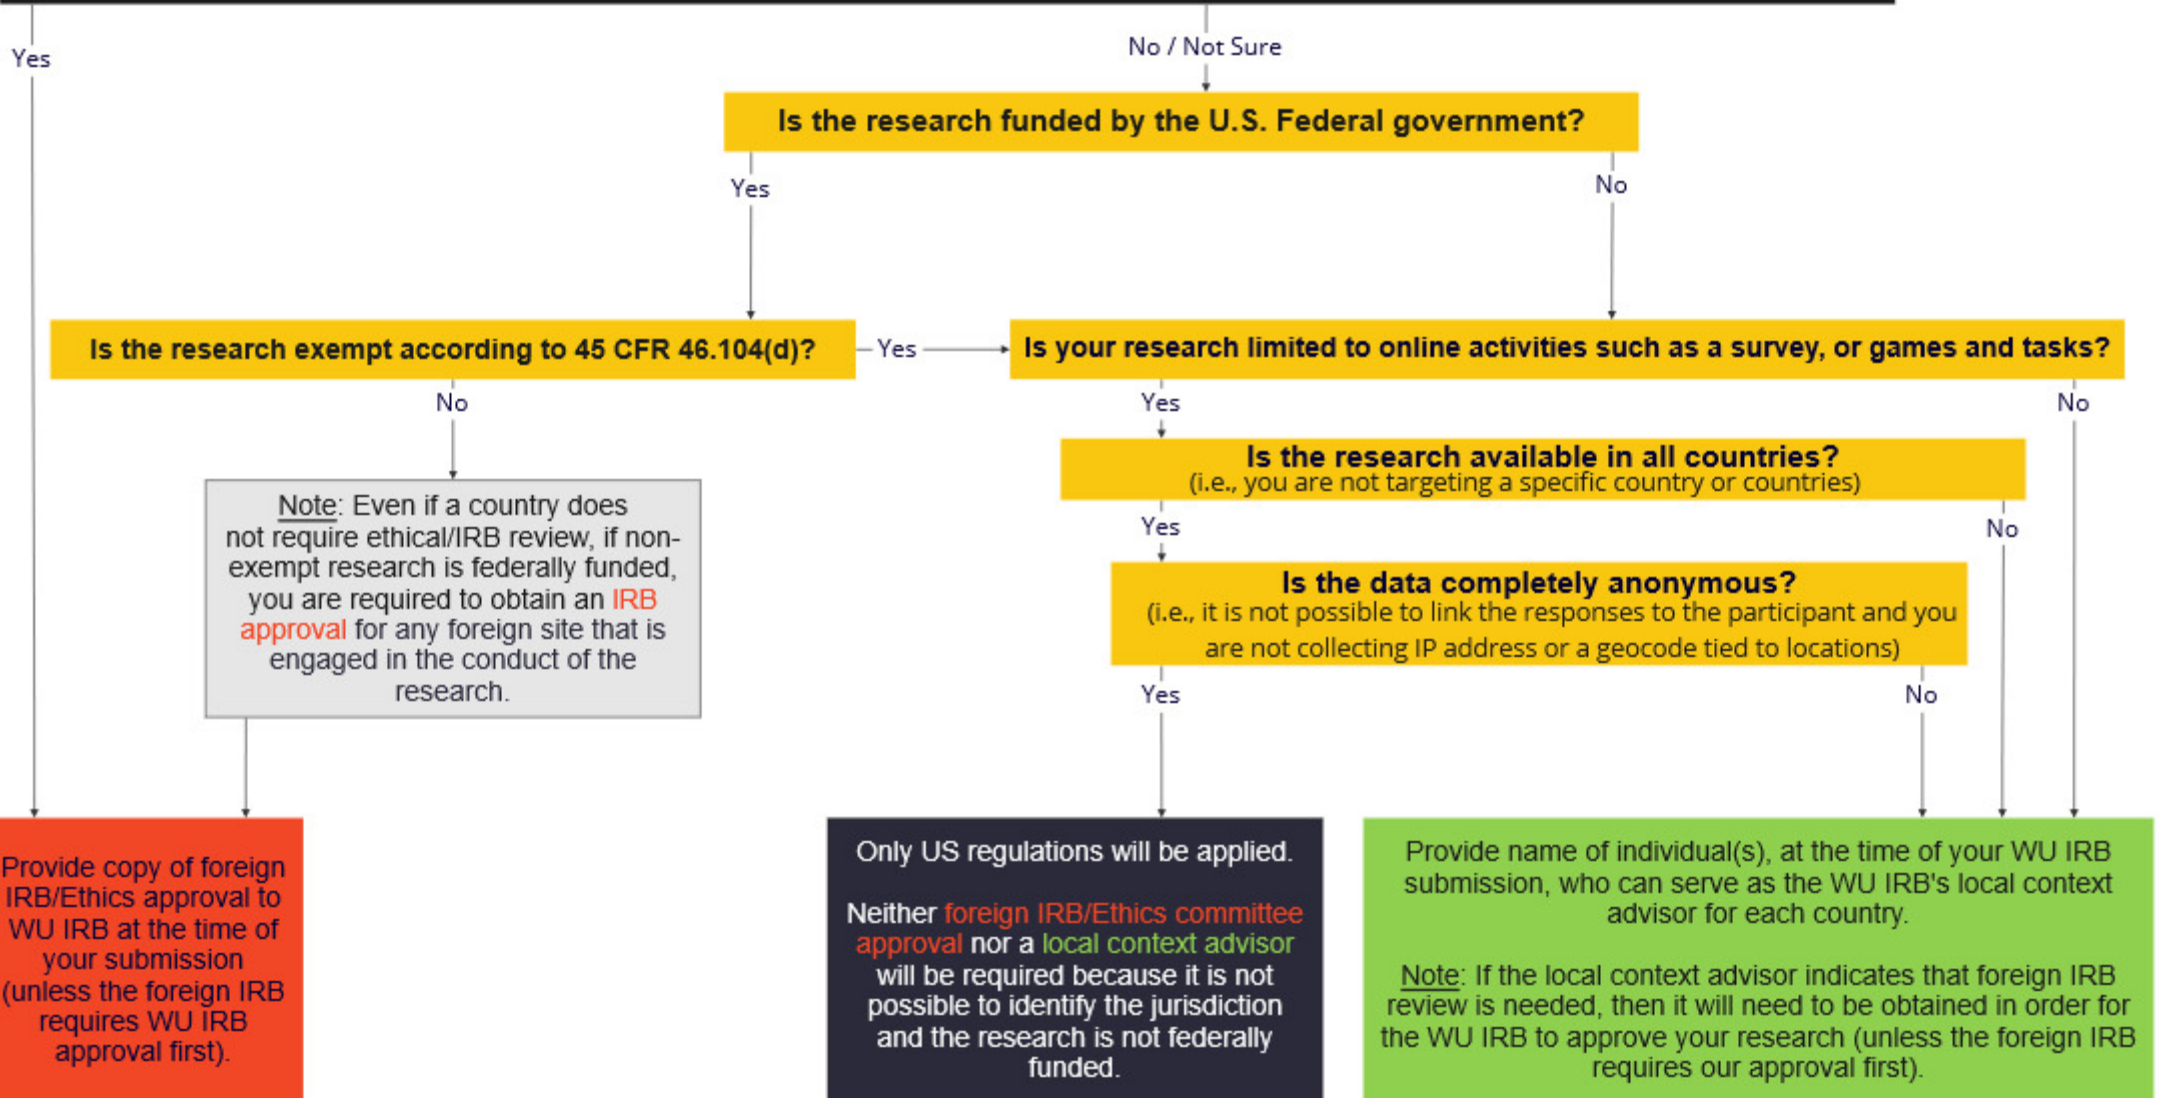 Yes
No / Not Sure
Is the research funded by the U.S. Federal government?
Yes
No
Is the research exempt according to 45 CFR 46.104(d)?
Yes
Is your research limited to online activities such as a survey, or games and tasks?
No
Yes
No
Is the research available in all countries?
(i.e., you are not targeting a specific country or countries)
Yes
No
Note: Even if a country does
not require ethical/IRB review, if non-
exempt research is federally funded,
you are required to obtain an IRB
approval for any foreign site that is
engaged in the conduct of the
research.
Is the data completely anonymous?
(i.e., it is not possible to link the responses to the participant and you
are not collecting IP address or a geocode tied to locations)
Yes
No
Provide copy of foreign
IRB/Ethics approval to
WU IRB at the time of
your submission
(unless the foreign IRB
requires WU IRB
approval first).
Only US regulations will be applied.
Neither foreign IRB/Ethics committee
approval nor a local context advisor
will be required because it is not
possible to identify the jurisdiction
and the research is not federally
funded.
Provide name of individual(s), at the time of your WU IRB
submission, who can serve as the WU IRB's local context
advisor for each country.
Note: If the local context advisor indicates that foreign IRB
review is needed, then it will need to be obtained in order for
the WU IRB to approve your research (unless the foreign IRB
requires our approval first).